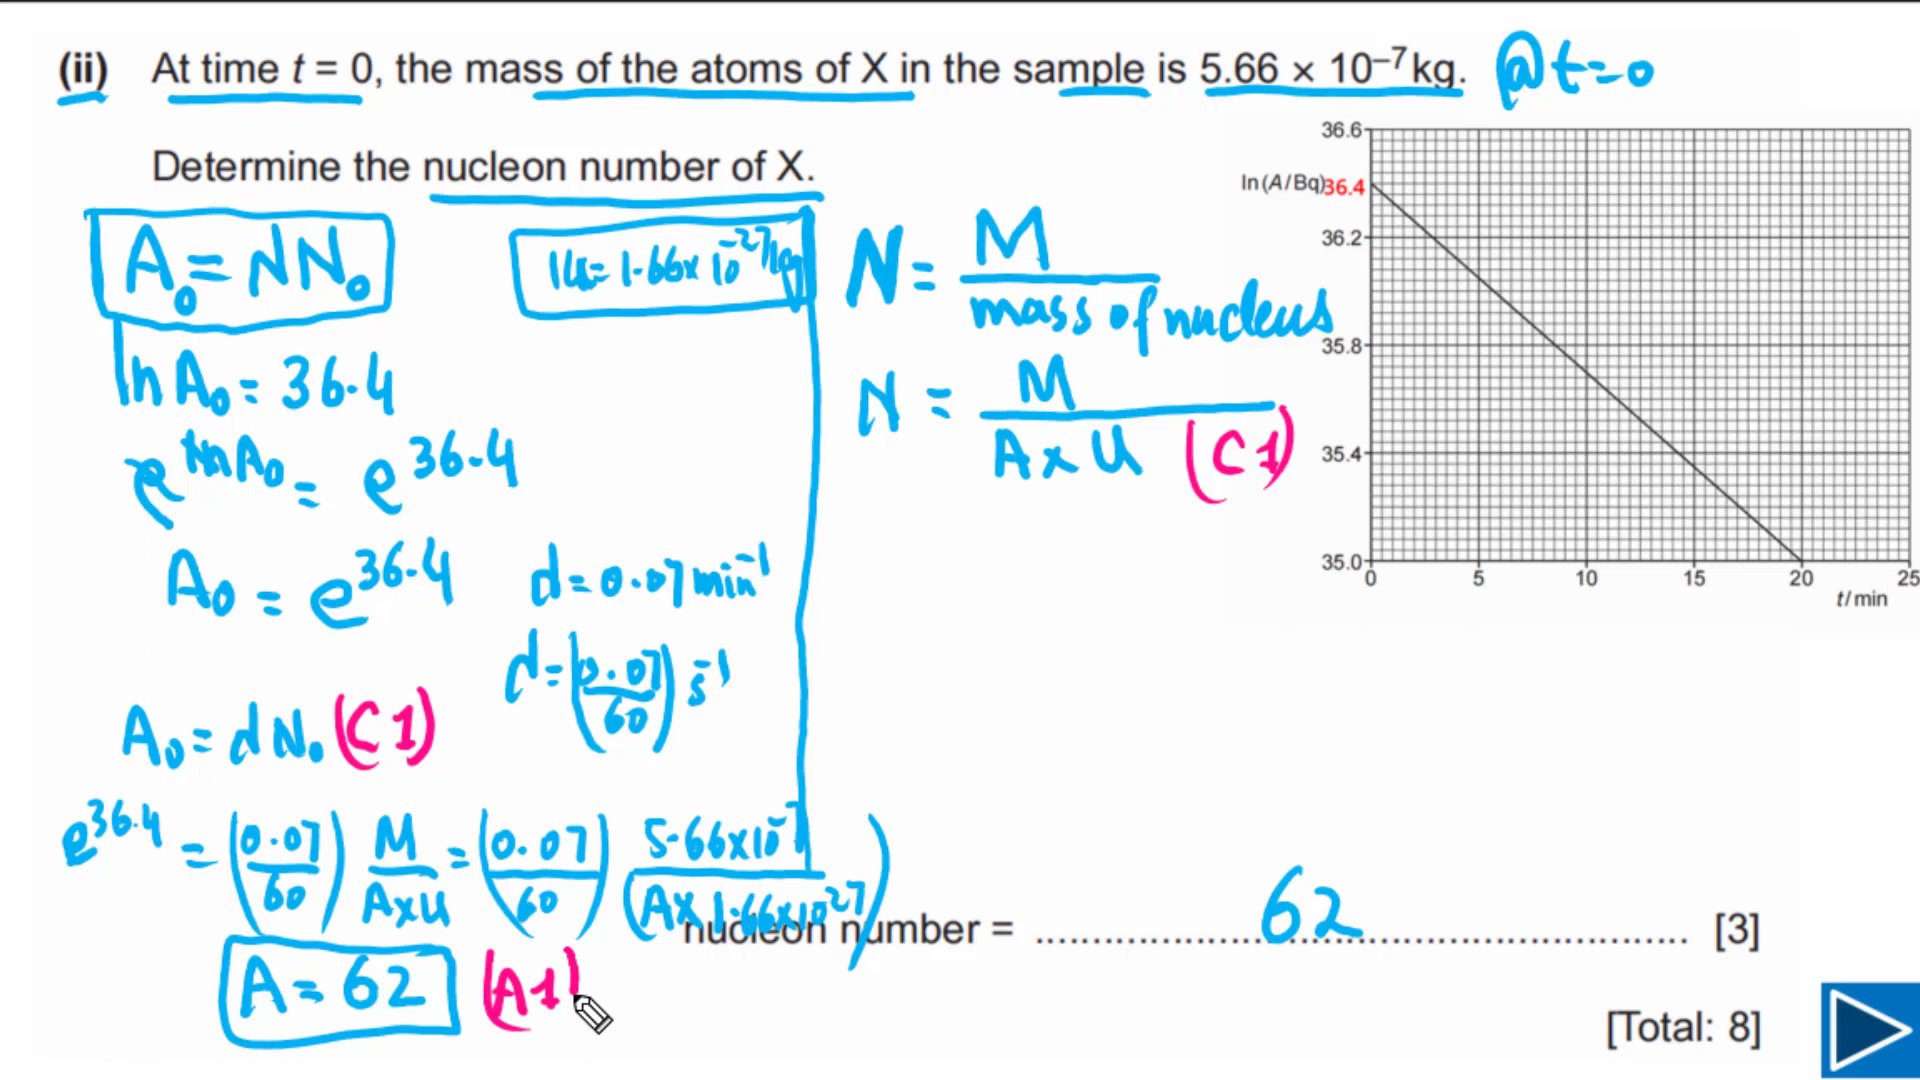 (ii) At time t = 0, the mass of the atoms of X in the sample is 5.66 × 10⁻⁷ kg. @t=0
Determine the nucleon number of X.
A₀ = λN₀
1u = 1.66×10⁻²⁷kg
ln A₀ = 36.4
e^(ln A₀) = e^36.4
A₀ = e^36.4
λ = 0.07 min⁻¹
λ = (0.07/60) s⁻¹
A₀ = λN₀ (C1)
e^36.4 = (0.07/60) M/(A×u) = (0.07/60) (5.66×10⁻⁷/(A×1.66×10⁻²⁷))
A = 62 (A1)
N = M/mass of nucleus
N = M/(A×u) (C1)
ln (A/Bq)
36.6
36.4
36.2
35.8
35.4
35.0
0 5 10 15 20 25
t/min
nucleon number = 62 [3]
[Total: 8]